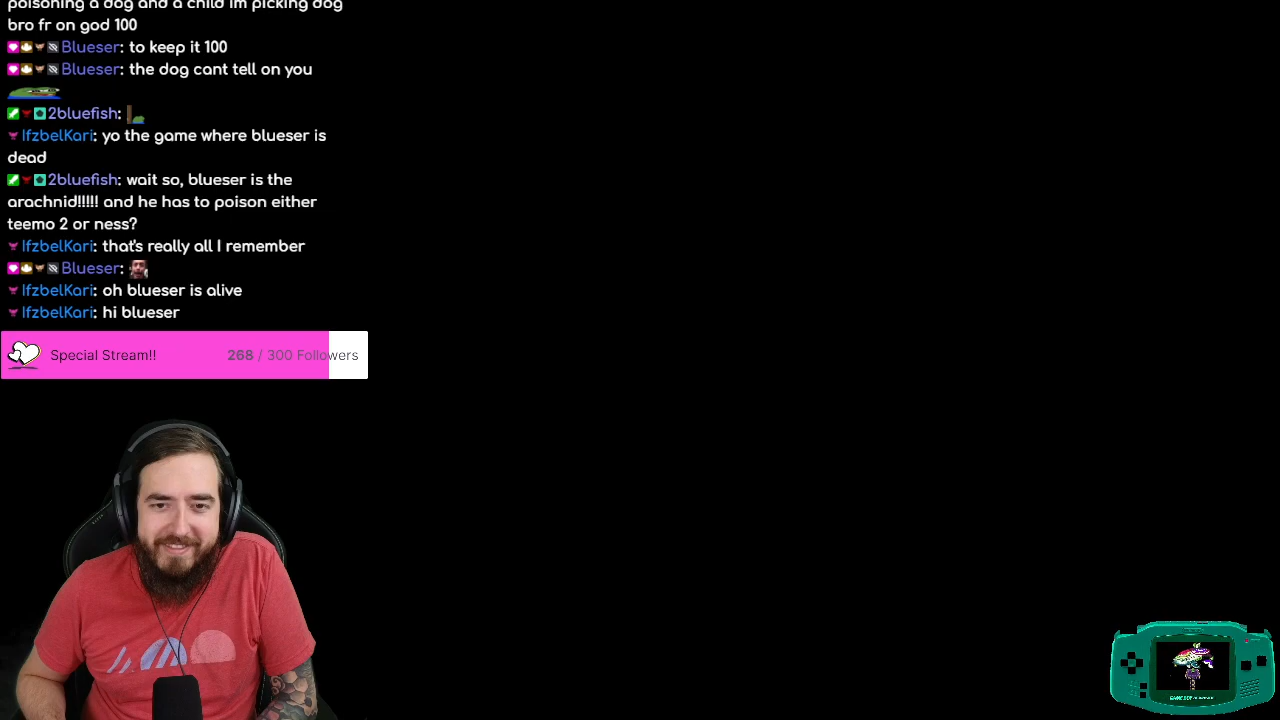 poisoning a dog and a child im picking dog
bro fr on god 100
Blueser: to keep it 100
Blueser: the dog cant tell on you
2bluefish:
IfzbelKari: yo the game where blueser is
dead
2bluefish: wait so, blueser is the
arachnid!!!!! and he has to poison either
teemo 2 or ness?
IfzbelKari: that's really all I remember
Blueser:
IfzbelKari: oh blueser is alive
IfzbelKari: hi blueser
Special Stream!! 268 / 300 Followers